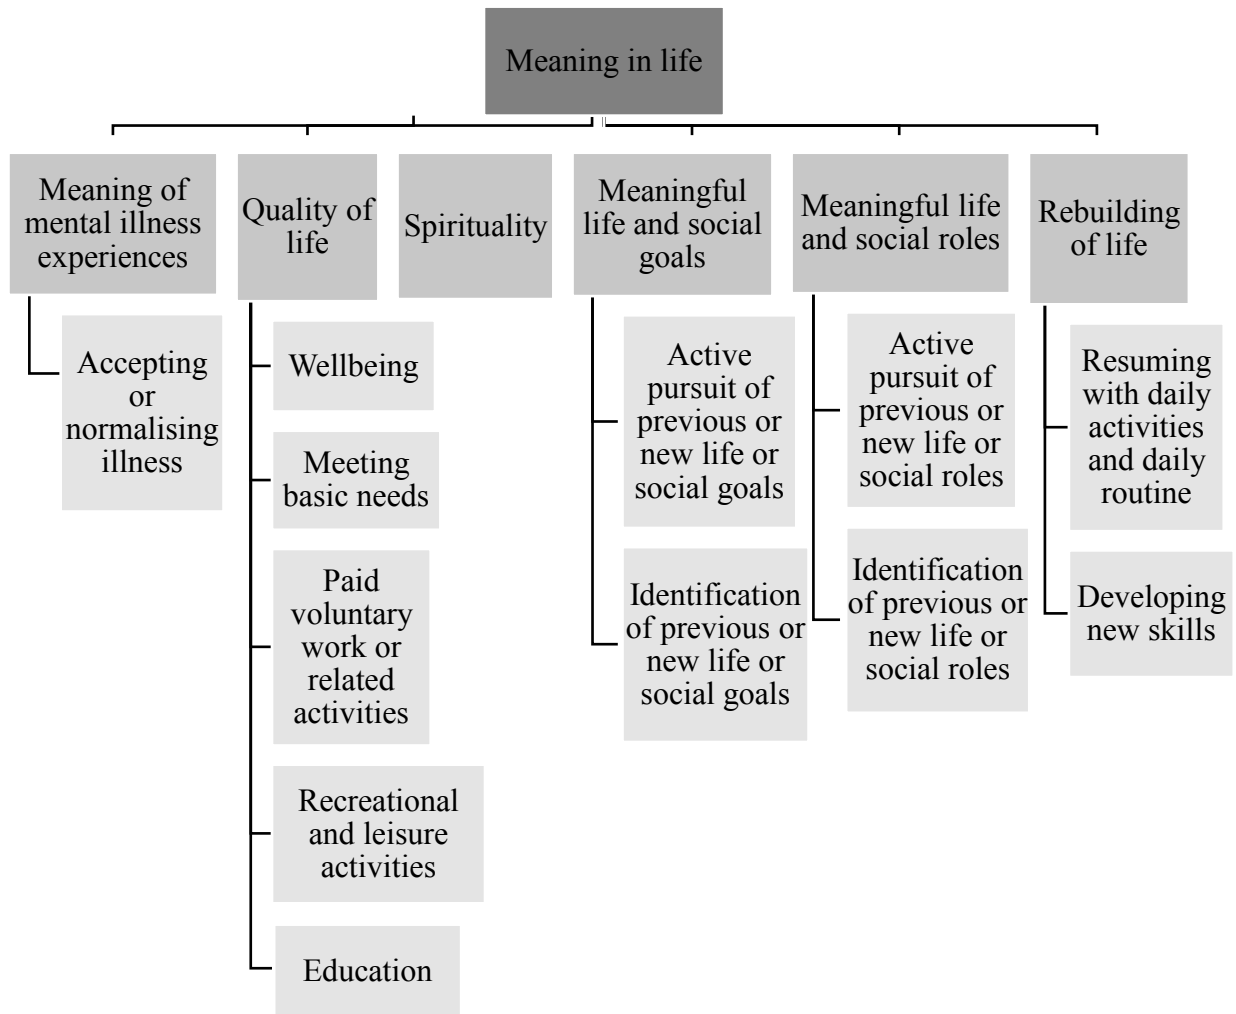 Meaning in life
Meaning of
mental illness
experiences
Accepting
or
normalising
illness
Quality of
life
Wellbeing
Meeting
basic needs
Paid
voluntary
work or
related
activities
Recreational
and leisure
activities
Education
Spirituality
Meaningful
life and social
goals
Active
pursuit of
previous or
new life or
social goals
Identification
of previous or
new life or
social goals
Meaningful life
and social roles
Active
pursuit of
previous or
new life or
social roles
Identification
of previous or
new life or
social roles
Rebuilding
of life
Resuming
with daily
activities
and daily
routine
Developing
new skills